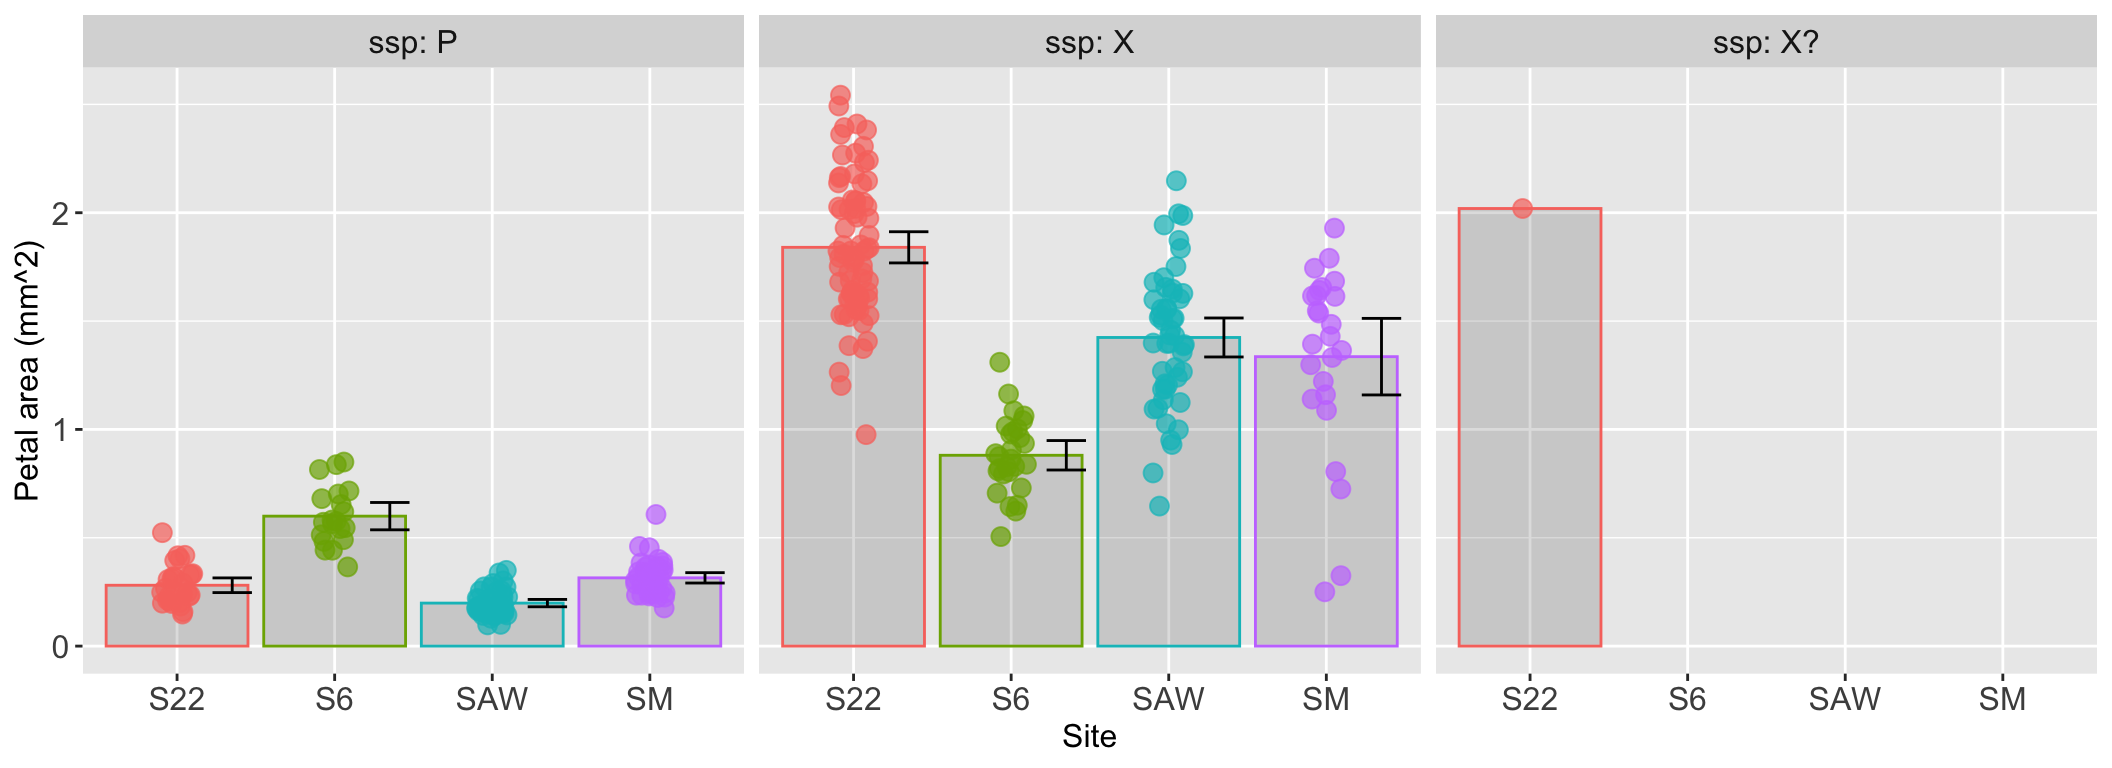 ssp: P ssp: X ssp: X?
Petal area (mm^2)
2
1
0
S22 S6 SAW SM S22 S6 SAW SM S22 S6 SAW SM
Site